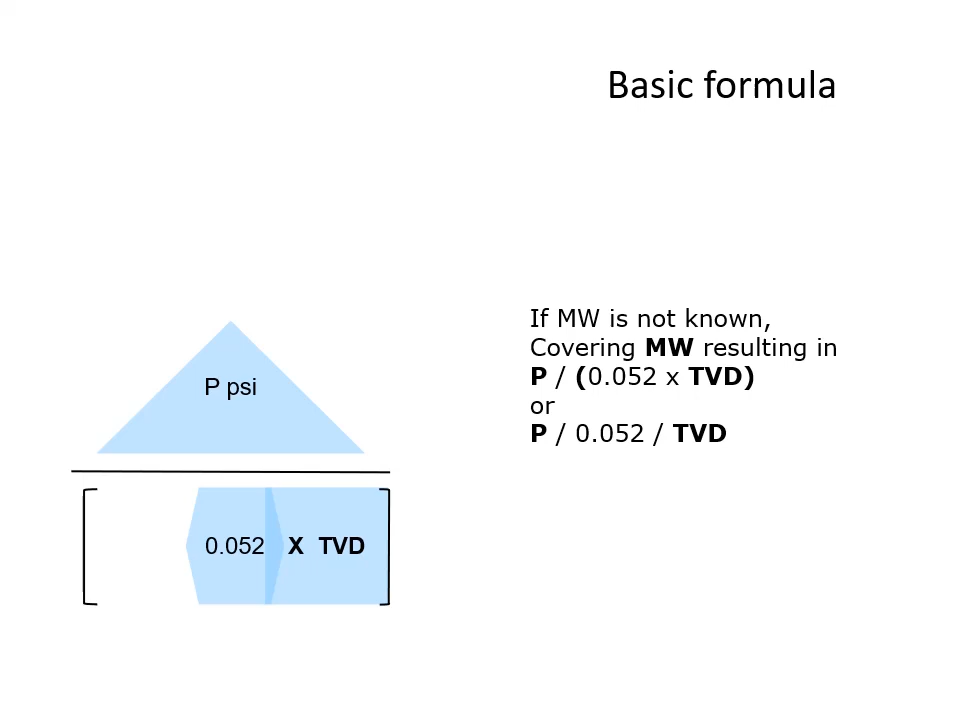 Basic formula
If MW is not known,
Covering MW resulting in
P / (0.052 x TVD)
or
P / 0.052 / TVD
P psi
0.052 X TVD